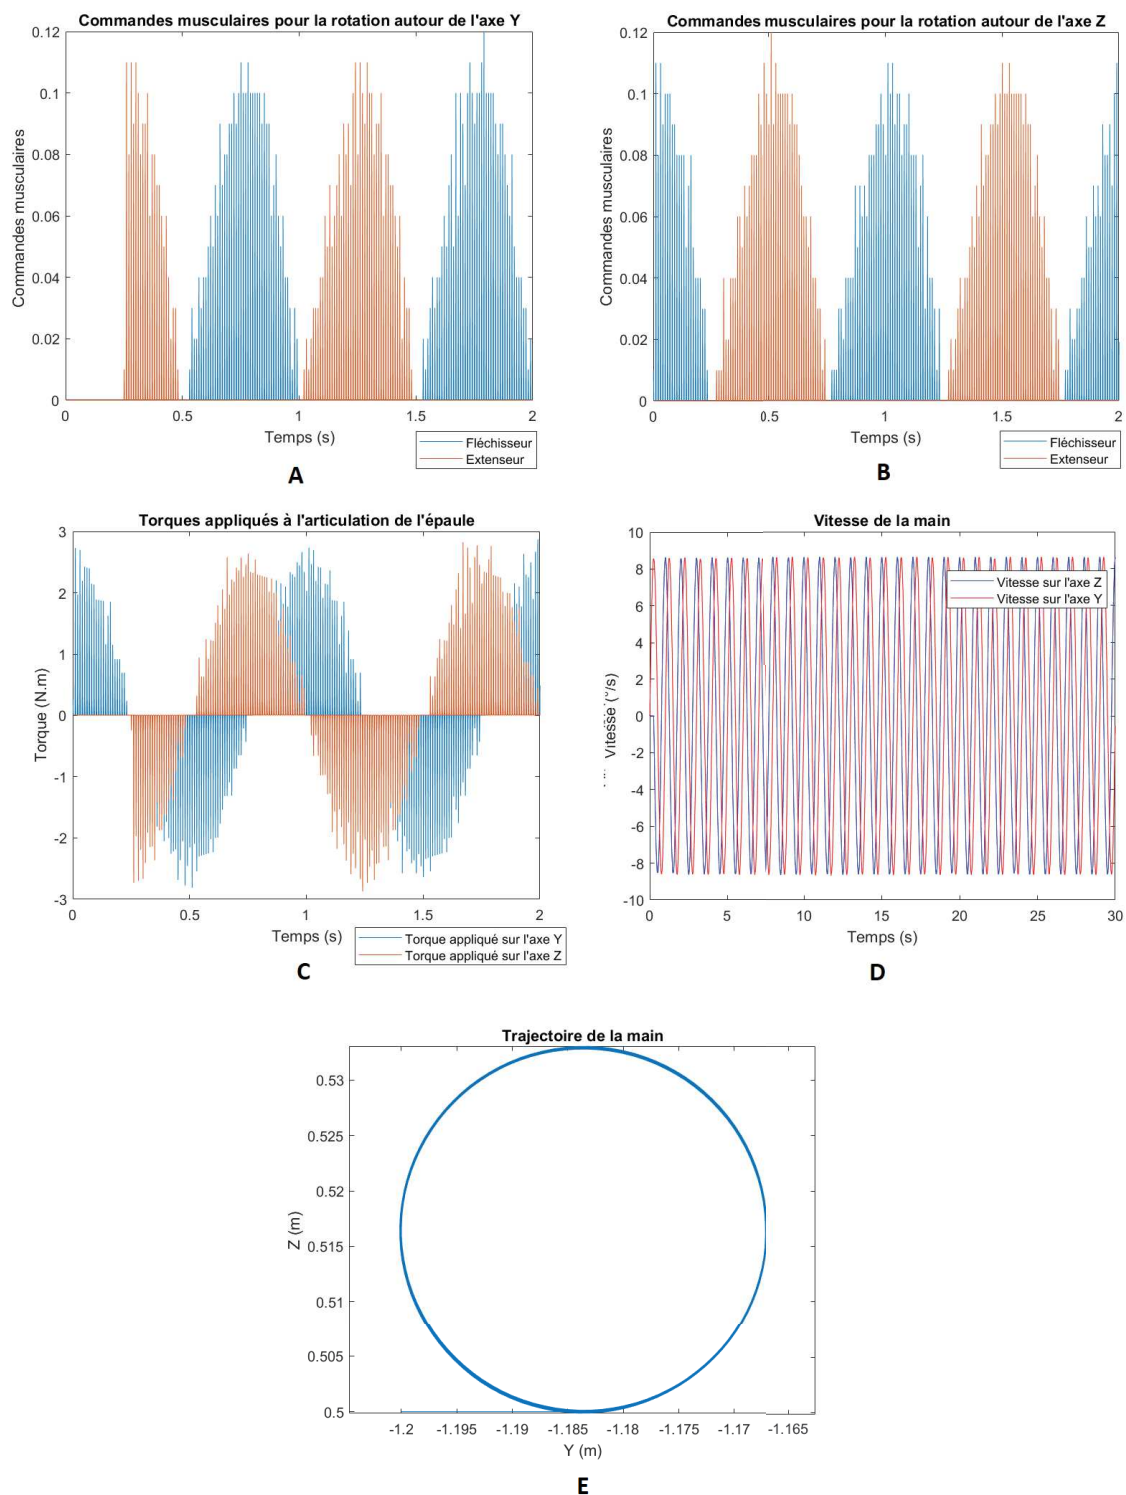 Commandes musculaires pour la rotation autour de l'axe Y
Commandes musculaires
0.12
0.1
0.08
0.06
0.04
0.02
0
0 0.5 1 1.5 2
Temps (s)
Fléchisseur
Extenseur
A
Commandes musculaires pour la rotation autour de l'axe Z
Commandes musculaires
0.12
0.1
0.08
0.06
0.04
0.02
0
0 0.5 1 1.5 2
Temps (s)
Fléchisseur
Extenseur
B
Torques appliqués à l'articulation de l'épaule
Torque (N.m)
3
2
1
0
-1
-2
-3
0 0.5 1 1.5 2
Temps (s)
Torque appliqué sur l'axe Y
Torque appliqué sur l'axe Z
C
Vitesse de la main
Vitesse (°/s)
10
8
6
4
2
0
-2
-4
-6
-8
-10
Vitesse sur l'axe Z
Vitesse sur l'axe Y
0 5 10 15 20 25 30
Temps (s)
D
Trajectoire de la main
Z (m)
0.53
0.525
0.52
0.515
0.51
0.505
0.5
-1.2 -1.195 -1.19 -1.185 -1.18 -1.175 -1.17 -1.165
Y (m)
E